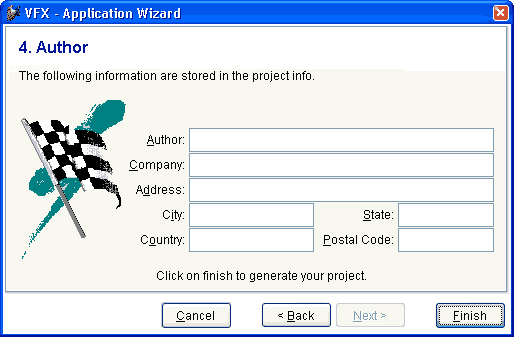 VFX - Application Wizard
4. Author
The following information are stored in the project info.
Author:
Company:
Address:
City: State:
Country: Postal Code:
Click on finish to generate your project.
Cancel < Back Next > Finish